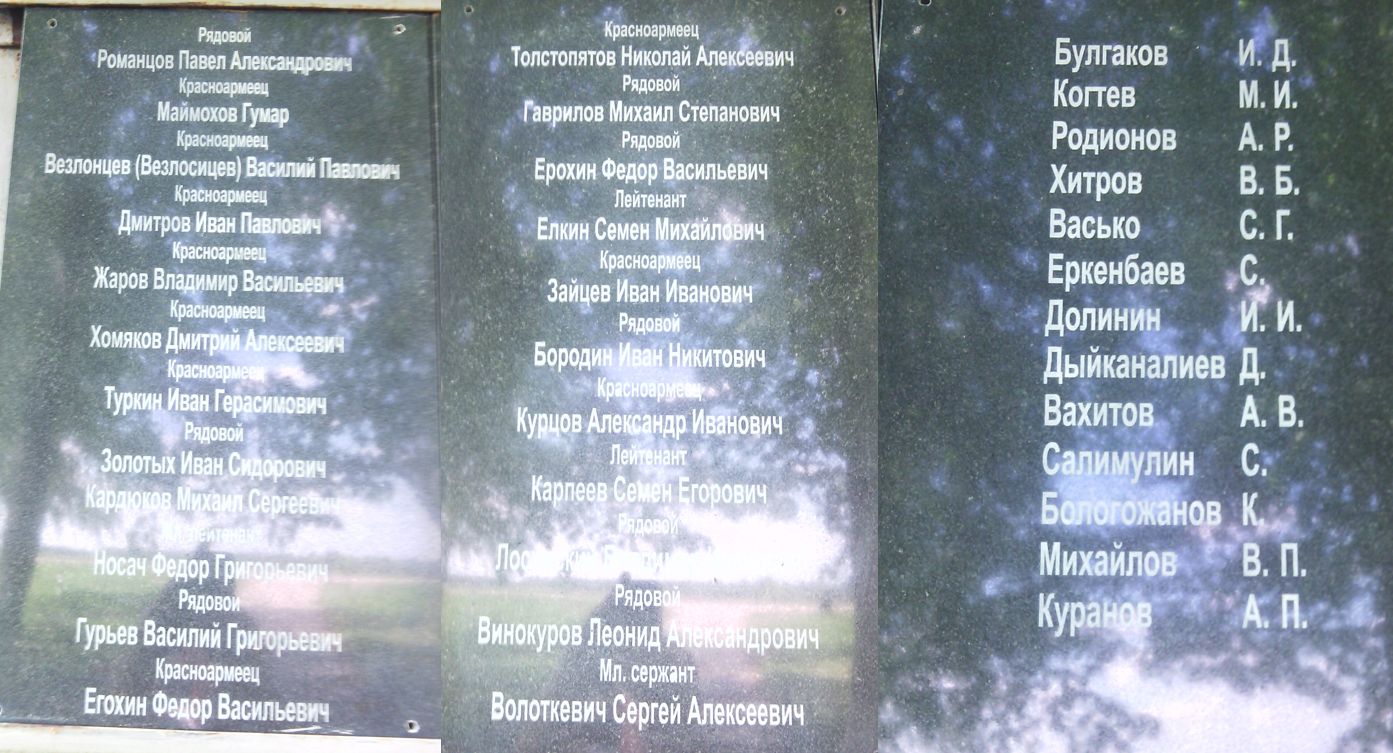 Рядовой
Романцов Павел Александрович
Красноармеец
Маймохов Гумар
Красноармеец
Везлонцев (Везлосицев) Василий Павлович
Красноармеец
Дмитров Иван Павлович
Красноармеец
Жаров Владимир Васильевич
Красноармеец
Хомяков Дмитрий Алексеевич
Красноармеец
Туркин Иван Герасимович
Рядовой
Золотых Иван Сидорович
Кардюков Михаил Сергеевич
Мл. лейтенант
Носач Федор Григорьевич
Рядовой
Гурьев Василий Григорьевич
Красноармеец
Егохин Федор Васильевич
Красноармеец
Толстопятов Николай Алексеевич
Рядовой
Гаврилов Михаил Степанович
Рядовой
Ерохин Федор Васильевич
Лейтенант
Елкин Семен Михайлович
Красноармеец
Зайцев Иван Иванович
Рядовой
Бородин Иван Никитович
Красноармеец
Курцов Александр Иванович
Лейтенант
Карпеев Семен Егорович
Рядовой
Рядовой
Винокуров Леонид Александрович
Мл. сержант
Волоткевич Сергей Алексеевич
Булгаков И. Д.
Когтев М. И.
Родионов А. Р.
Хитров В. Б.
Васько С. Г.
Еркенбаев С.
Долинин И. И.
Дыйканалиев Д.
Вахитов А. В.
Салимулин С.
Бологожанов К.
Михайлов В. П.
Куранов А. П.